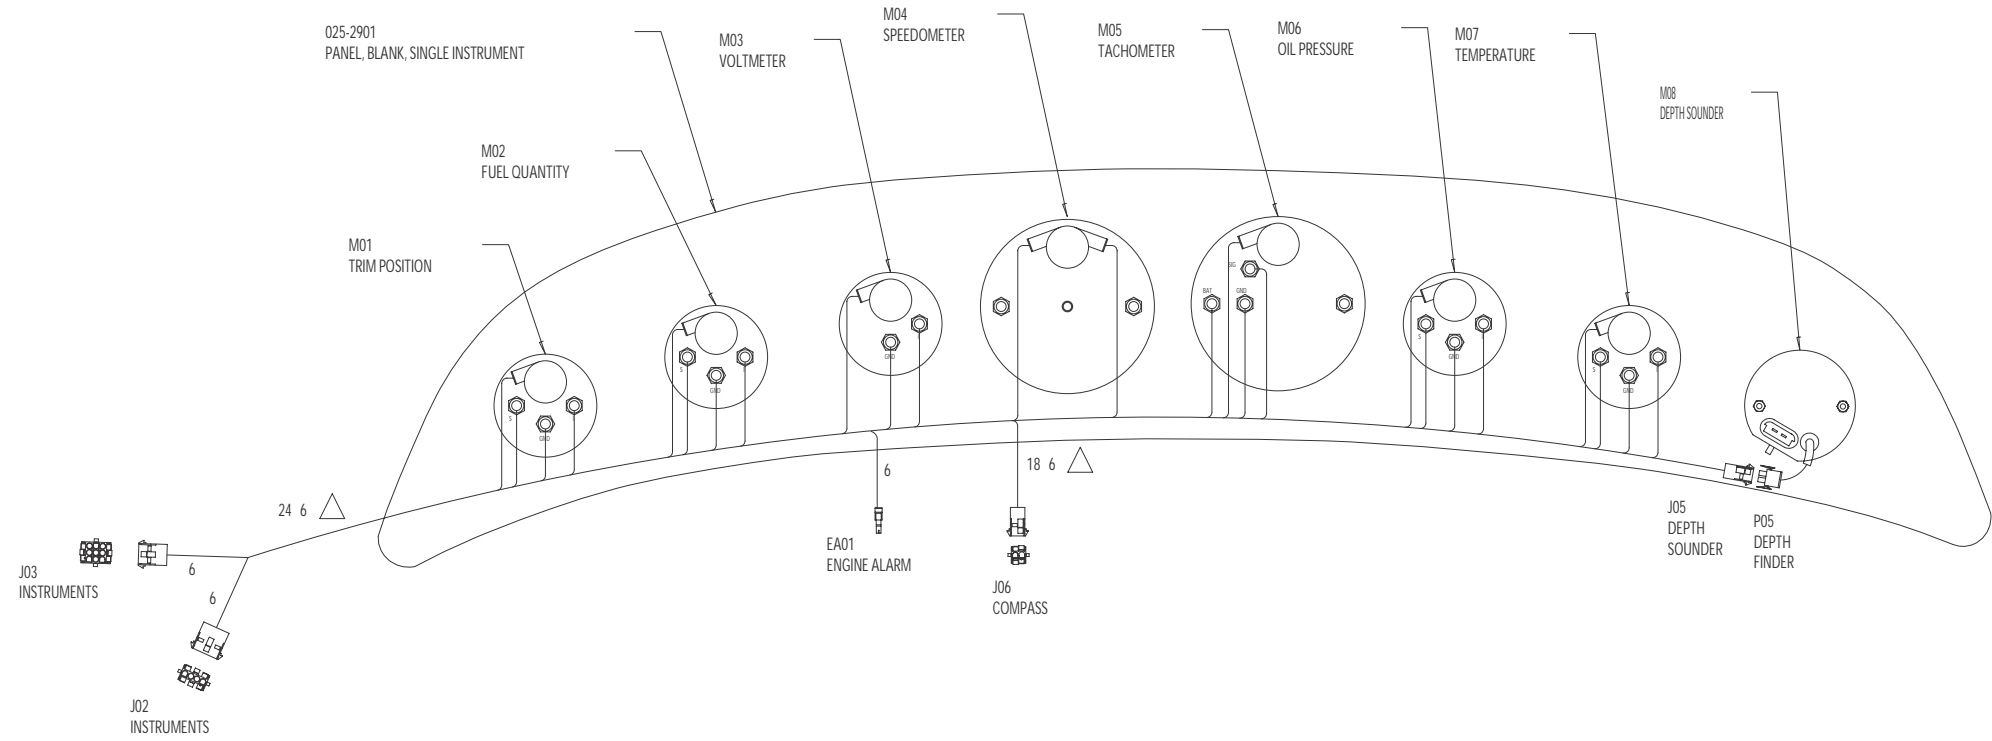 025-2901
PANEL, BLANK, SINGLE INSTRUMENT
M03
VOLTMETER
M04
SPEEDOMETER
M05
TACHOMETER
M06
OIL PRESSURE
M07
TEMPERATURE
M08
DEPTH SOUNDER
M02
FUEL QUANTITY
M01
TRIM POSITION
S
GND
I
S
GND
I
GND
I
SIG
BAT
GND
S
GND
I
S
GND
I
24 6
6
18 6
6
6
J03
INSTRUMENTS
J02
INSTRUMENTS
EA01
ENGINE ALARM
J06
COMPASS
J05
DEPTH
SOUNDER
P05
DEPTH
FINDER